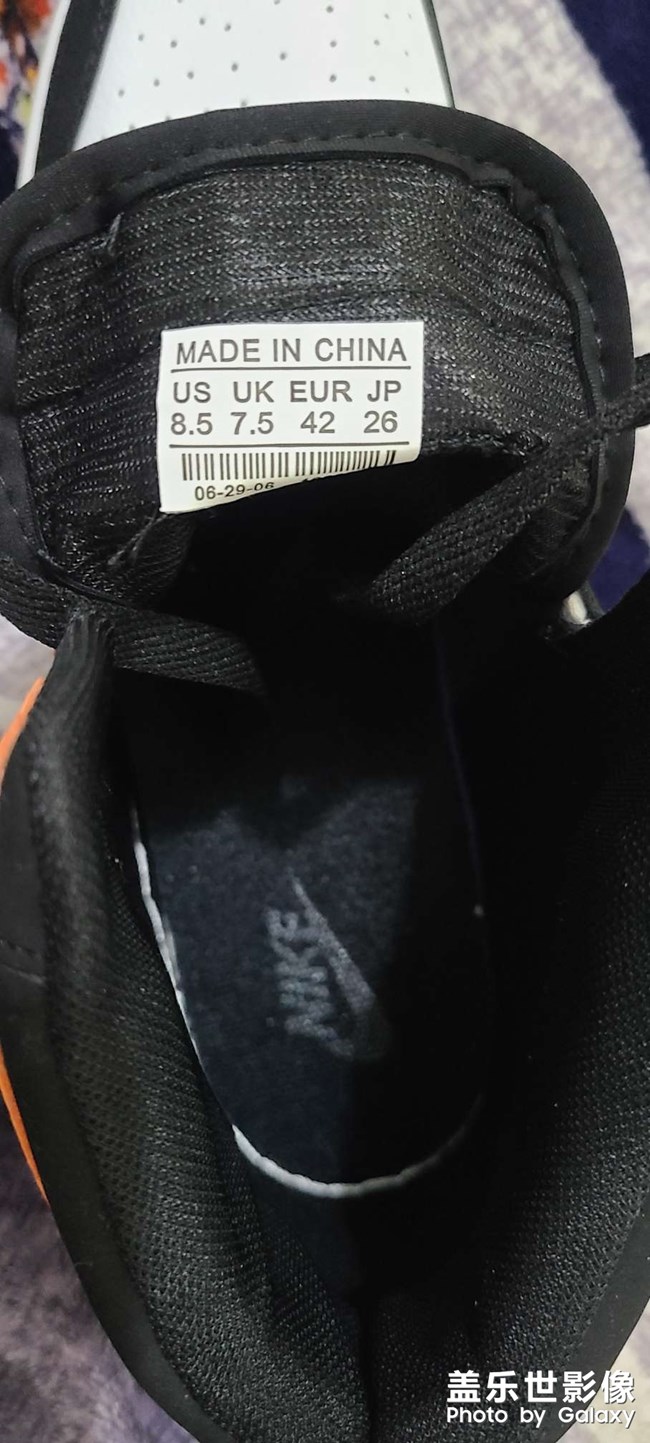 MADE IN CHINA
US UK EUR JP
8.5 7.5 42 26
06-29-06
NIKE
盖乐世影像
Photo by Galaxy